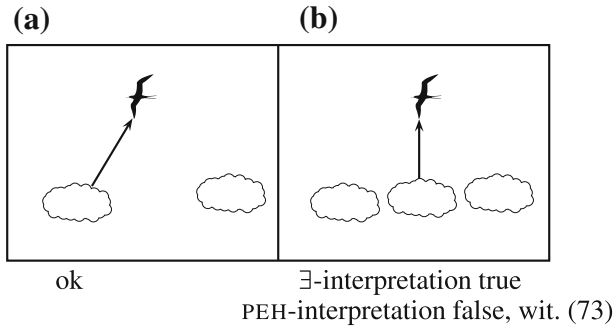 (a) (b)
ok ∃-interpretation true
PEH-interpretation false, wit. (73)